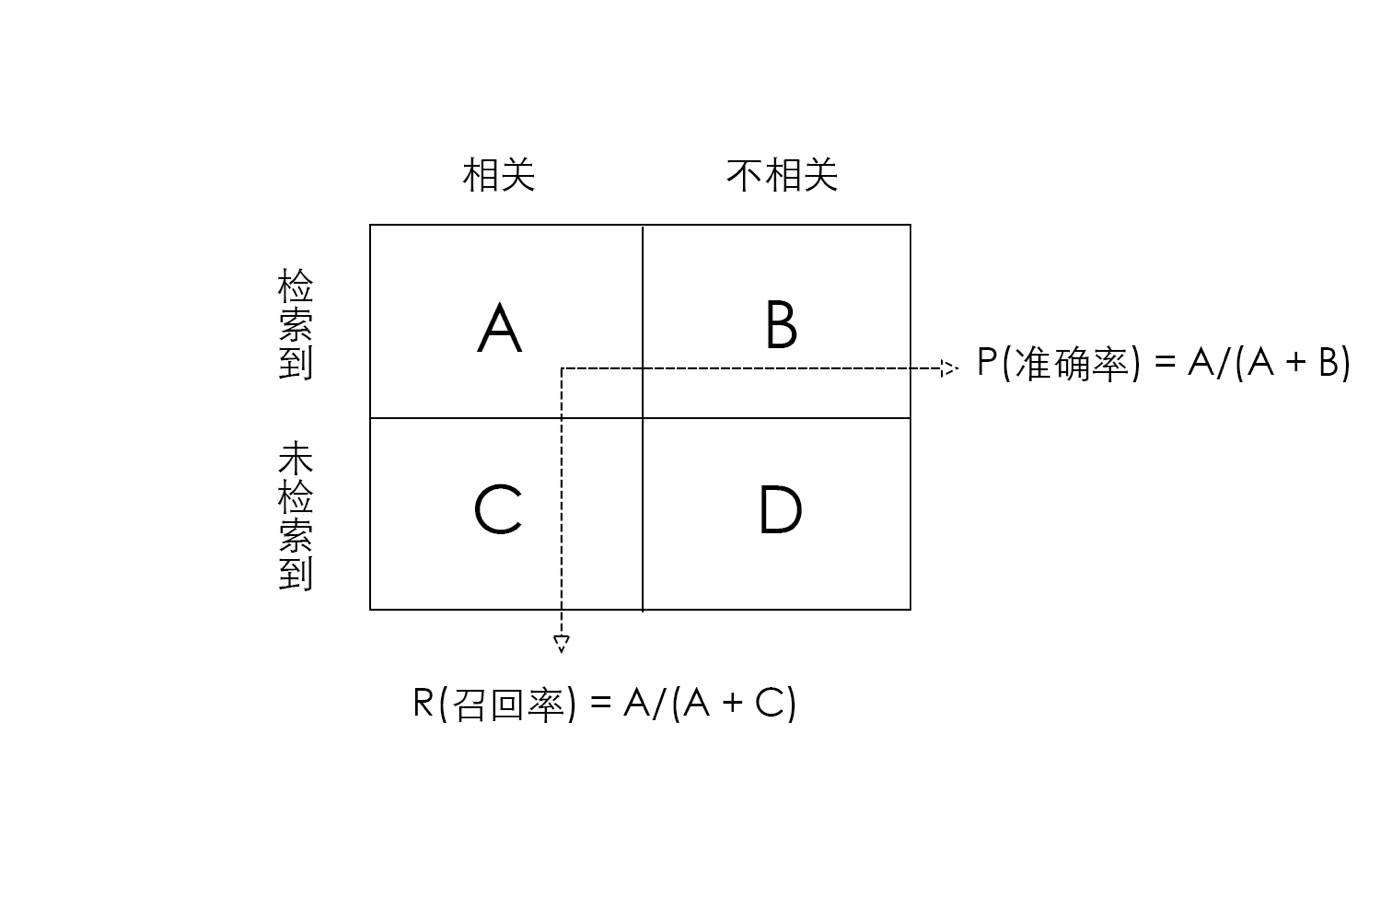 相关
不相关
检索到
A
B
P(准确率) = A/(A + B)
未检索到
C
D
R(召回率) = A/(A + C)